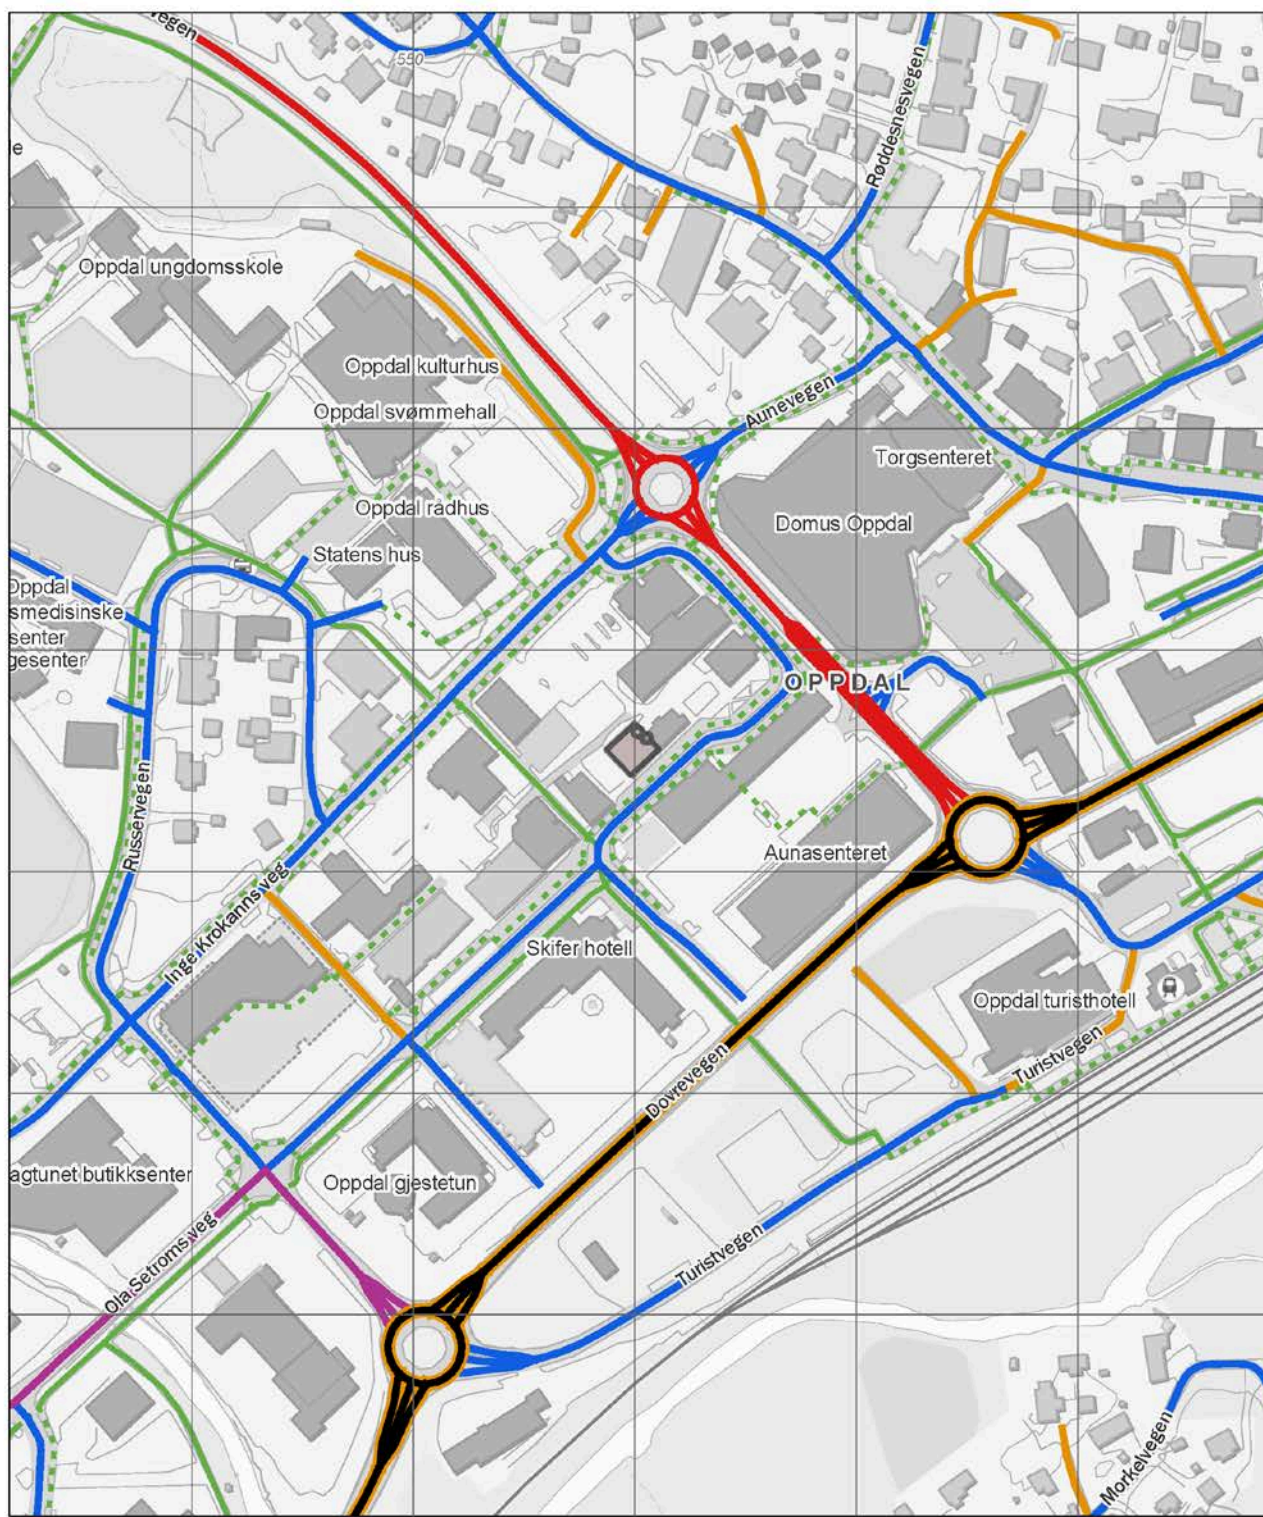 vegen
550
Røddesnesvegen
e
Oppdal ungdomsskole
Oppdal kulturhus
Oppdal svømmehall
Aunevegen
Torgsenteret
Oppdal rådhus
Domus Oppdal
Statens hus
Oppdal
smedisinske
senter
gesenter
OPPDAL
Russervegen
Aunasenteret
Inge Krokanns veg
Skifer hotell
Oppdal turisthotell
Turistvegen
Dovrevegen
agtunet butikksenter
Oppdal gjestetun
Ola Setroms veg
Turistvegen
Morkelvegen